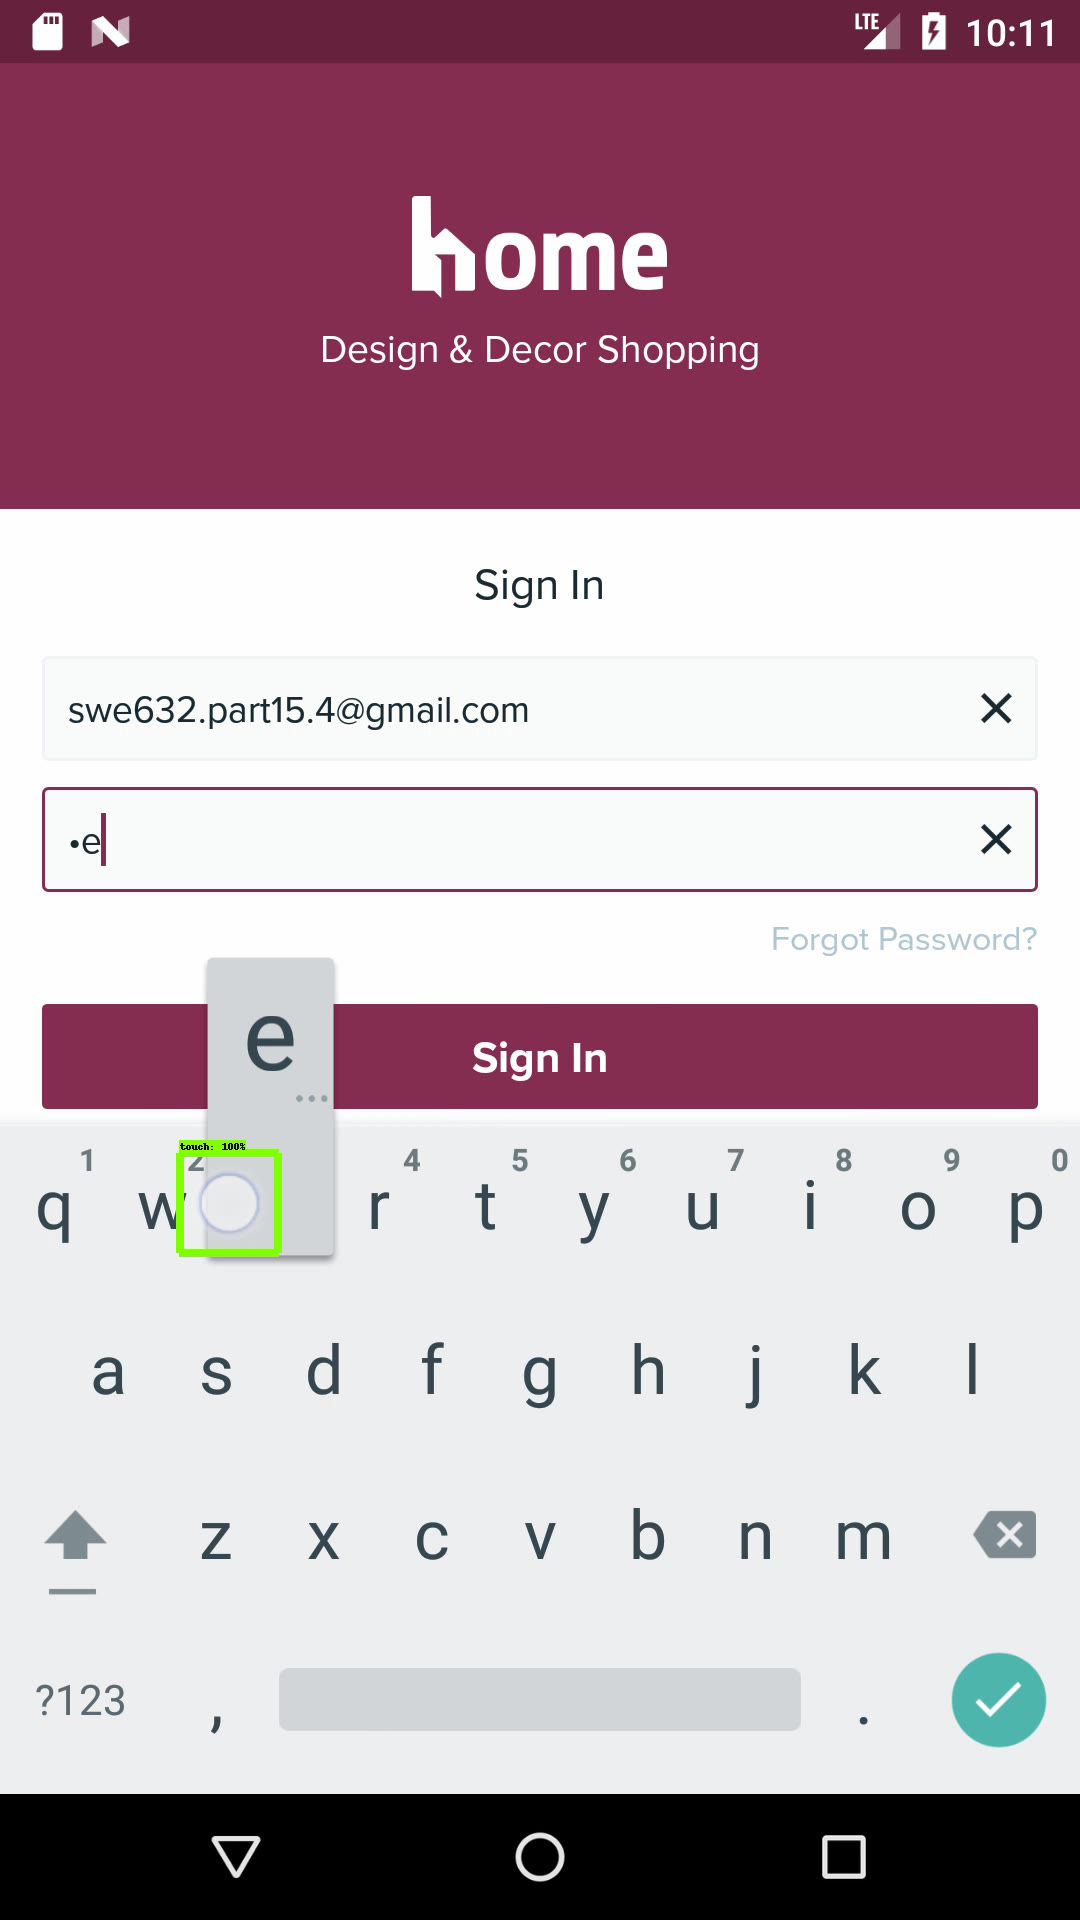 LTE 10:11
home
Design & Decor Shopping
Sign In
swe632.part15.4@gmail.com
•e
Forgot Password?
Sign In
e
...
touch: 100%
1 2 4 5 6 7 8 9 0
q w r t y u i o p
a s d f g h j k l
z x c v b n m
?123 , .